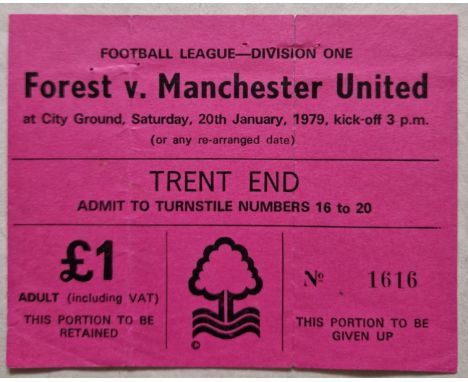 FOOTBALL LEAGUE—DIVISION ONE
Forest v. Manchester United
at City Ground, Saturday, 20th January, 1979, kick-off 3 p.m.
(or any re-arranged date)
TRENT END
ADMIT TO TURNSTILE NUMBERS 16 to 20
£1
ADULT (including VAT)
THIS PORTION TO BE
RETAINED
©
Nº 1616
THIS PORTION TO BE
GIVEN UP